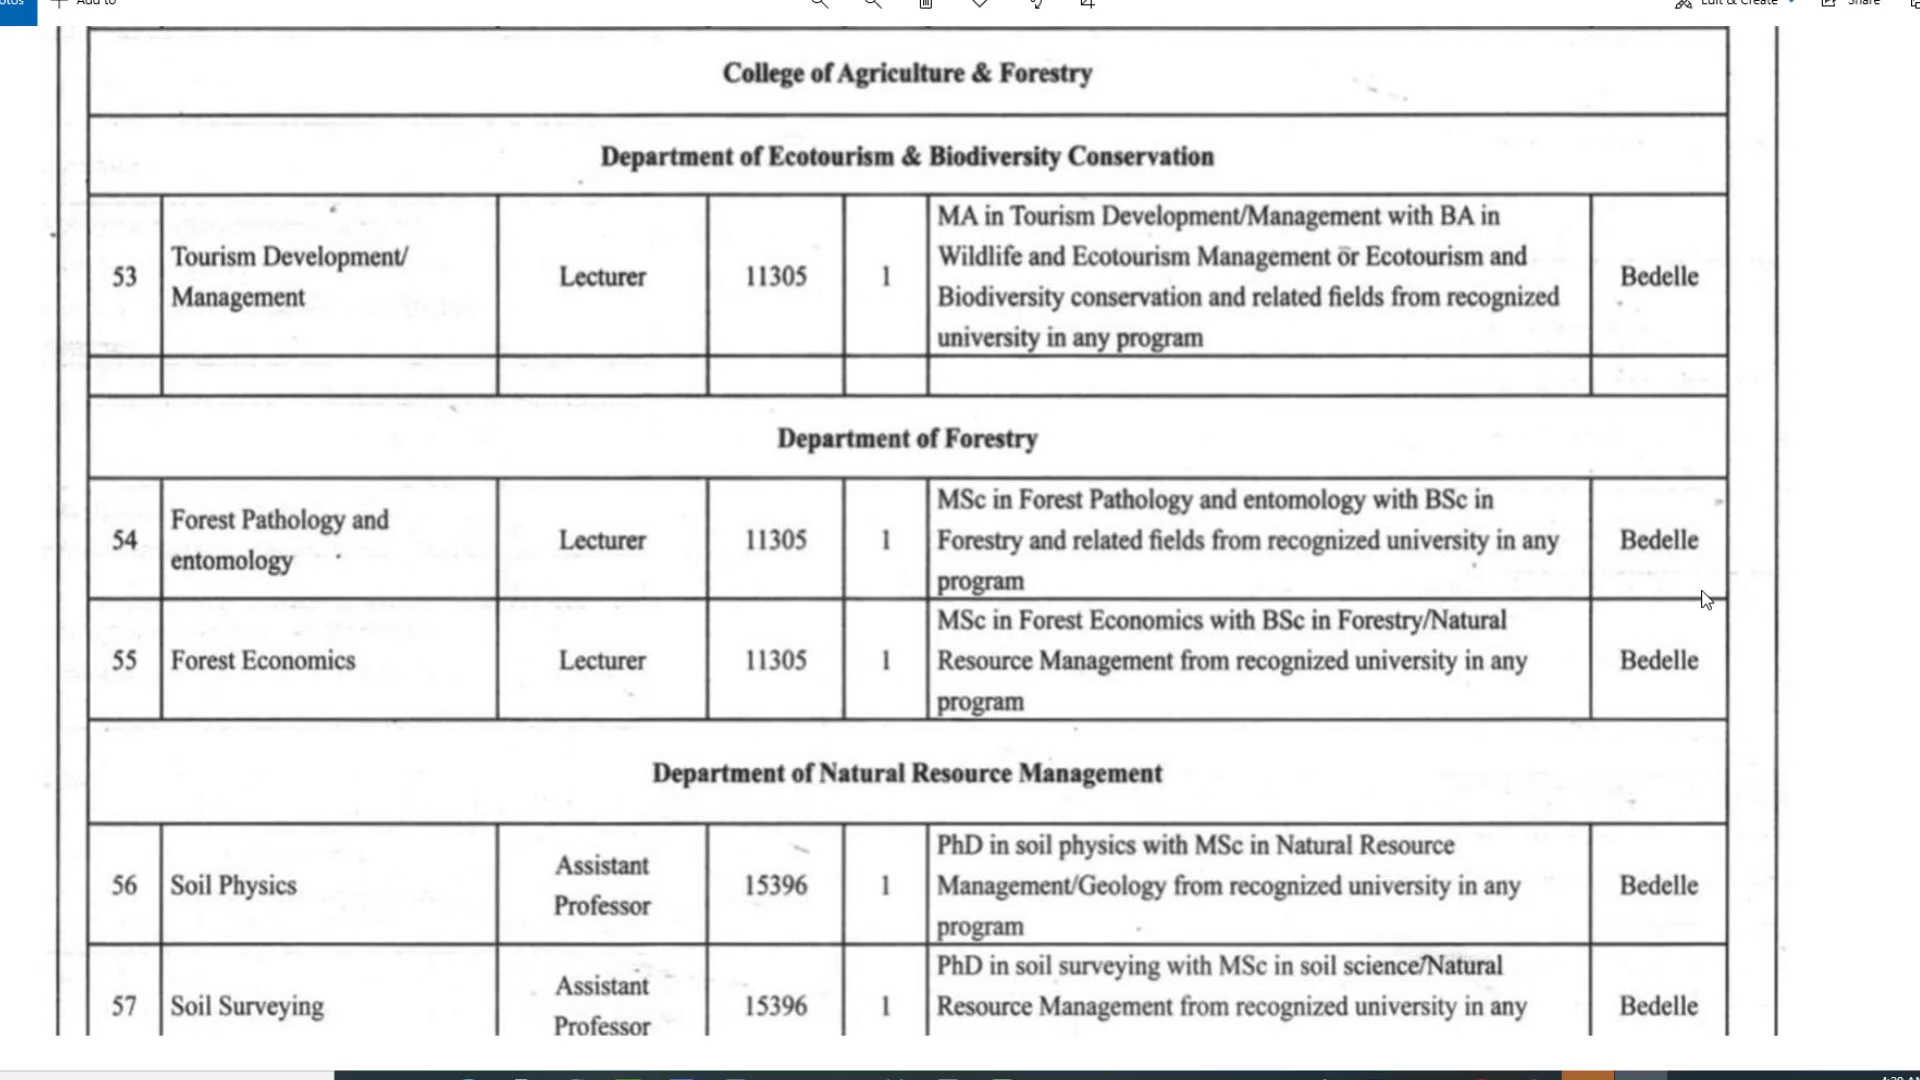 Add to
Edit & Create
Share
College of Agriculture & Forestry
Department of Ecotourism & Biodiversity Conservation
53
Tourism Development/
Management
Lecturer
11305
1
MA in Tourism Development/Management with BA in
Wildlife and Ecotourism Management or Ecotourism and
Biodiversity conservation and related fields from recognized
university in any program
Bedelle
Department of Forestry
54
Forest Pathology and
entomology
Lecturer
11305
1
MSc in Forest Pathology and entomology with BSc in
Forestry and related fields from recognized university in any
program
Bedelle
55
Forest Economics
Lecturer
11305
1
MSc in Forest Economics with BSc in Forestry/Natural
Resource Management from recognized university in any
program
Bedelle
Department of Natural Resource Management
56
Soil Physics
Assistant
Professor
15396
1
PhD in soil physics with MSc in Natural Resource
Management/Geology from recognized university in any
program
Bedelle
57
Soil Surveying
Assistant
Professor
15396
1
PhD in soil surveying with MSc in soil science/Natural
Resource Management from recognized university in any
Bedelle